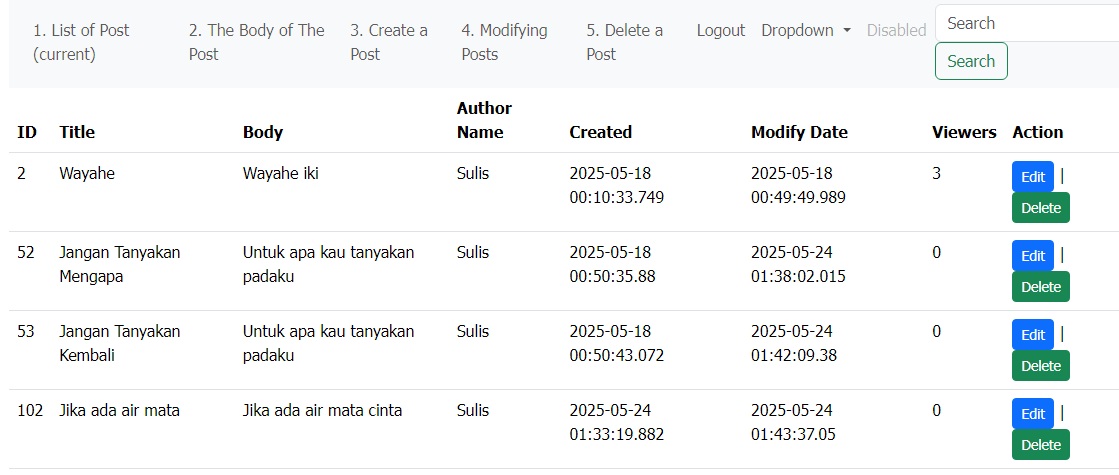 1. List of Post (current) 2. The Body of The Post 3. Create a Post 4. Modifying Posts 5. Delete a Post Logout Dropdown Disabled Search
Search
ID Title Body Author Name Created Modify Date Viewers Action
2 Wayahe Wayahe iki Sulis 2025-05-18 00:10:33.749 2025-05-18 00:49:49.989 3 Edit | Delete
52 Jangan Tanyakan Mengapa Untuk apa kau tanyakan padaku Sulis 2025-05-18 00:50:35.88 2025-05-24 01:38:02.015 0 Edit | Delete
53 Jangan Tanyakan Kembali Untuk apa kau tanyakan padaku Sulis 2025-05-18 00:50:43.072 2025-05-24 01:42:09.38 0 Edit | Delete
102 Jika ada air mata Jika ada air mata cinta Sulis 2025-05-24 01:33:19.882 2025-05-24 01:43:37.05 0 Edit | Delete